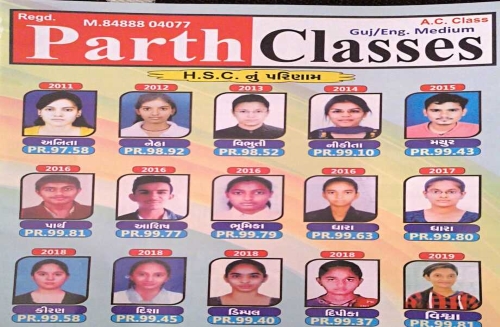 Regd.
M.84888 04077
A.C. Class
Guj/Eng. Medium
Parth Classes
H.S.C. નું પરિણામ
2011 2012 2013 2014 2015
અનિતા નેહા વિભુતી નીકીતા મયુર
PR.97.58 PR.98.92 PR.98.52 PR.99.10 PR.99.43
2016 2016 2016 2016 2017
પાર્થ આશિષ ભૂમિકા ધારા ધારા
PR.99.81 PR.99.77 PR.99.79 PR.99.63 PR.99.80
2018 2018 2018 2018 2019
કીરણ દિશા ડિમ્પલ દિપીકા વિશ્વા
PR.99.58 PR.99.45 PR.99.40 PR.99.37 PR.99.81